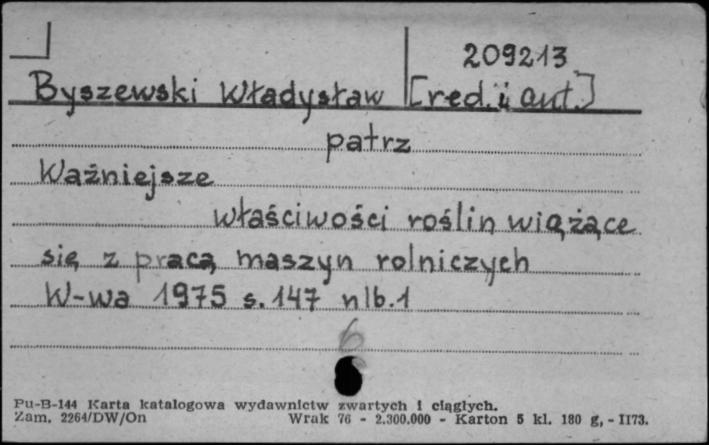 209213
Byszewski Władysław [red. i aut.]
patrz
Ważniejsze
właściwości roślin wiążące
się z pracą maszyn rolniczych
W-wa 1975 s. 147 nlb. 1
6
Pu-B-144 Karta katalogowa wydawnictw zwartych i ciągłych.
Zam. 2264/DW/On Wrak 76 - 2.300.000 - Karton 5 kl. 180 g, - II73.